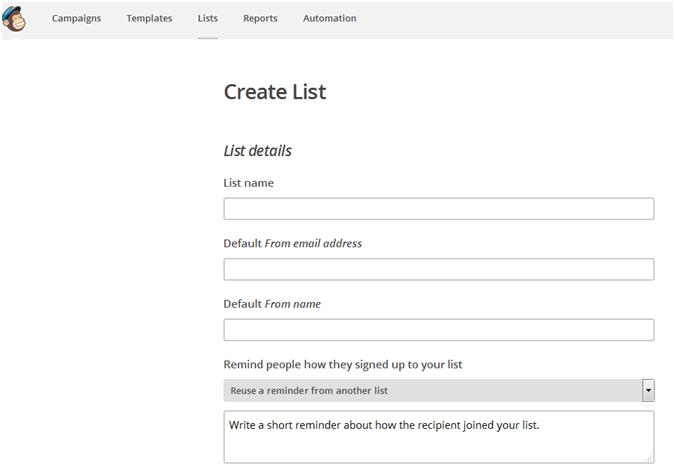 Campaigns Templates Lists Reports Automation
Create List
List details
List name
Default From email address
Default From name
Remind people how they signed up to your list
Reuse a reminder from another list
Write a short reminder about how the recipient joined your list.